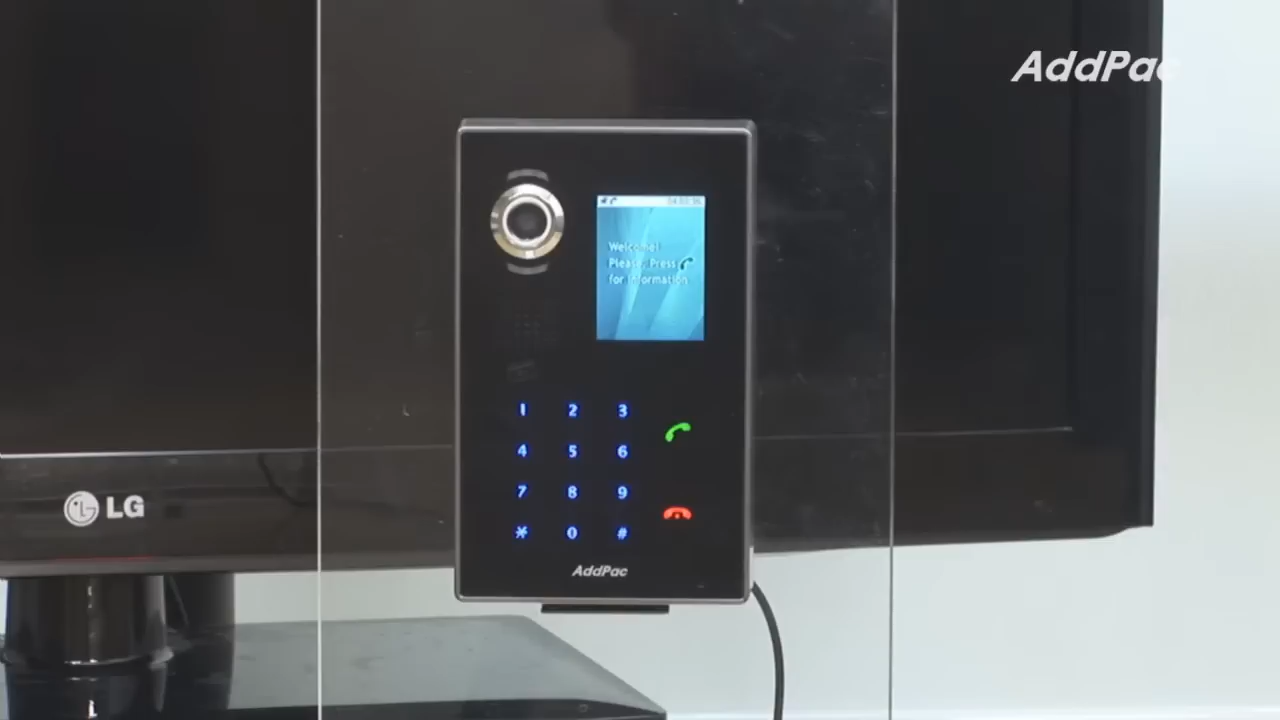 AddPac
Welcome!
Please, Press
for Information
1 2 3
4 5 6
7 8 9
* 0 #
LG
AddPac